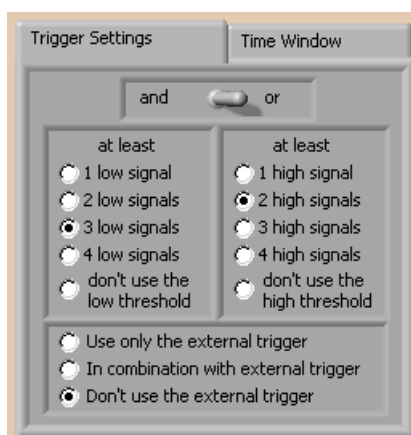 Trigger Settings
Time Window
and or
at least
1 low signal
2 low signals
3 low signals
4 low signals
don't use the
low threshold
at least
1 high signal
2 high signals
3 high signals
4 high signals
don't use the
high threshold
Use only the external trigger
In combination with external trigger
Don't use the external trigger